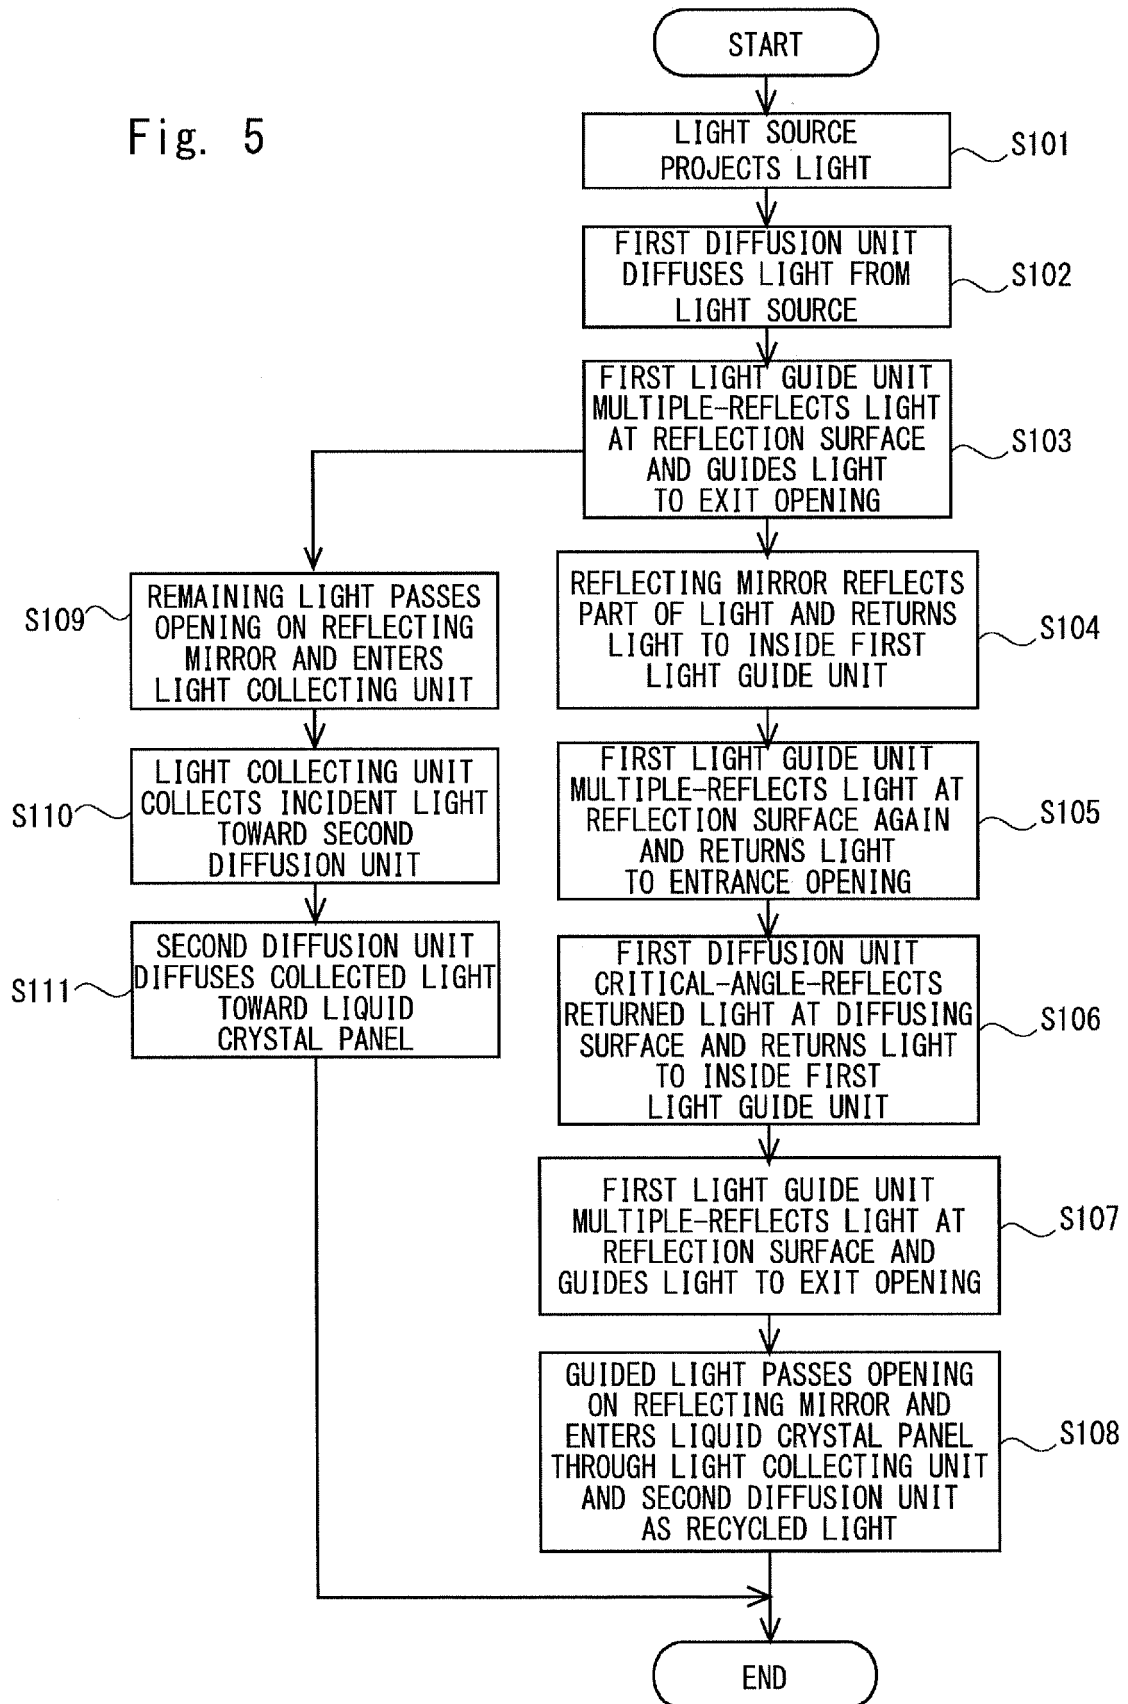 START
Fig. 5
LIGHT SOURCE
PROJECTS LIGHT
S101
FIRST DIFFUSION UNIT
DIFFUSES LIGHT FROM
LIGHT SOURCE
S102
FIRST LIGHT GUIDE UNIT
MULTIPLE-REFLECTS LIGHT
AT REFLECTION SURFACE
AND GUIDES LIGHT
TO EXIT OPENING
S103
REFLECTING MIRROR REFLECTS
PART OF LIGHT AND RETURNS
LIGHT TO INSIDE FIRST
LIGHT GUIDE UNIT
S104
FIRST LIGHT GUIDE UNIT
MULTIPLE-REFLECTS LIGHT AT
REFLECTION SURFACE AGAIN
AND RETURNS LIGHT
TO ENTRANCE OPENING
S105
FIRST DIFFUSION UNIT
CRITICAL-ANGLE-REFLECTS
RETURNED LIGHT AT DIFFUSING
SURFACE AND RETURNS LIGHT
TO INSIDE FIRST
LIGHT GUIDE UNIT
S106
FIRST LIGHT GUIDE UNIT
MULTIPLE-REFLECTS LIGHT AT
REFLECTION SURFACE AND
GUIDES LIGHT TO EXIT OPENING
S107
GUIDED LIGHT PASSES OPENING
ON REFLECTING MIRROR AND
ENTERS LIQUID CRYSTAL PANEL
THROUGH LIGHT COLLECTING UNIT
AND SECOND DIFFUSION UNIT
AS RECYCLED LIGHT
S108
S109
REMAINING LIGHT PASSES
OPENING ON REFLECTING
MIRROR AND ENTERS
LIGHT COLLECTING UNIT
S110
LIGHT COLLECTING UNIT
COLLECTS INCIDENT LIGHT
TOWARD SECOND
DIFFUSION UNIT
S111
SECOND DIFFUSION UNIT
DIFFUSES COLLECTED LIGHT
TOWARD LIQUID
CRYSTAL PANEL
END